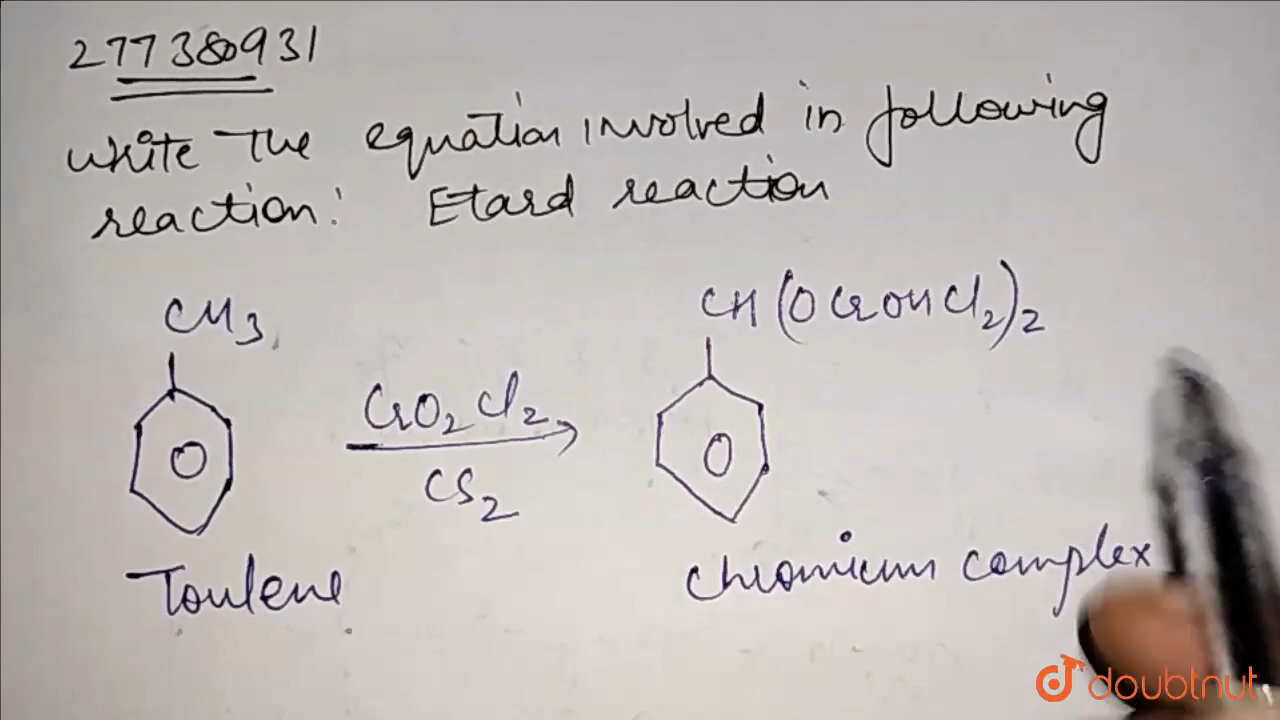 277380931
Write The equation involved in following
reaction: Etard reaction
CH3
CH(OCrOHCl2)2
CrO2Cl2
CS2
O
O
Toulene
Chromium complex
doubtnut